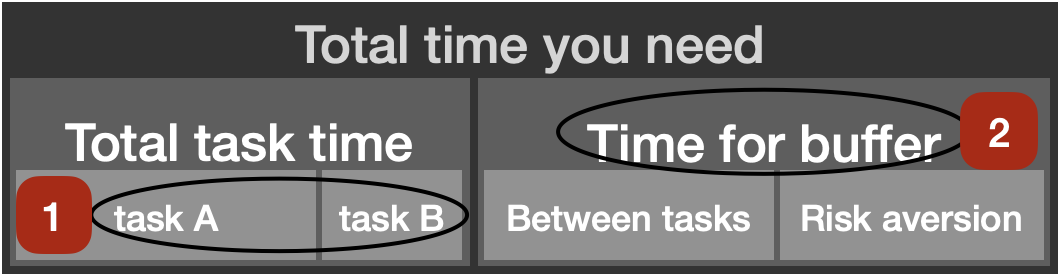 Total time you need
Total task time
Time for buffer
2
1
task A
task B
Between tasks
Risk aversion